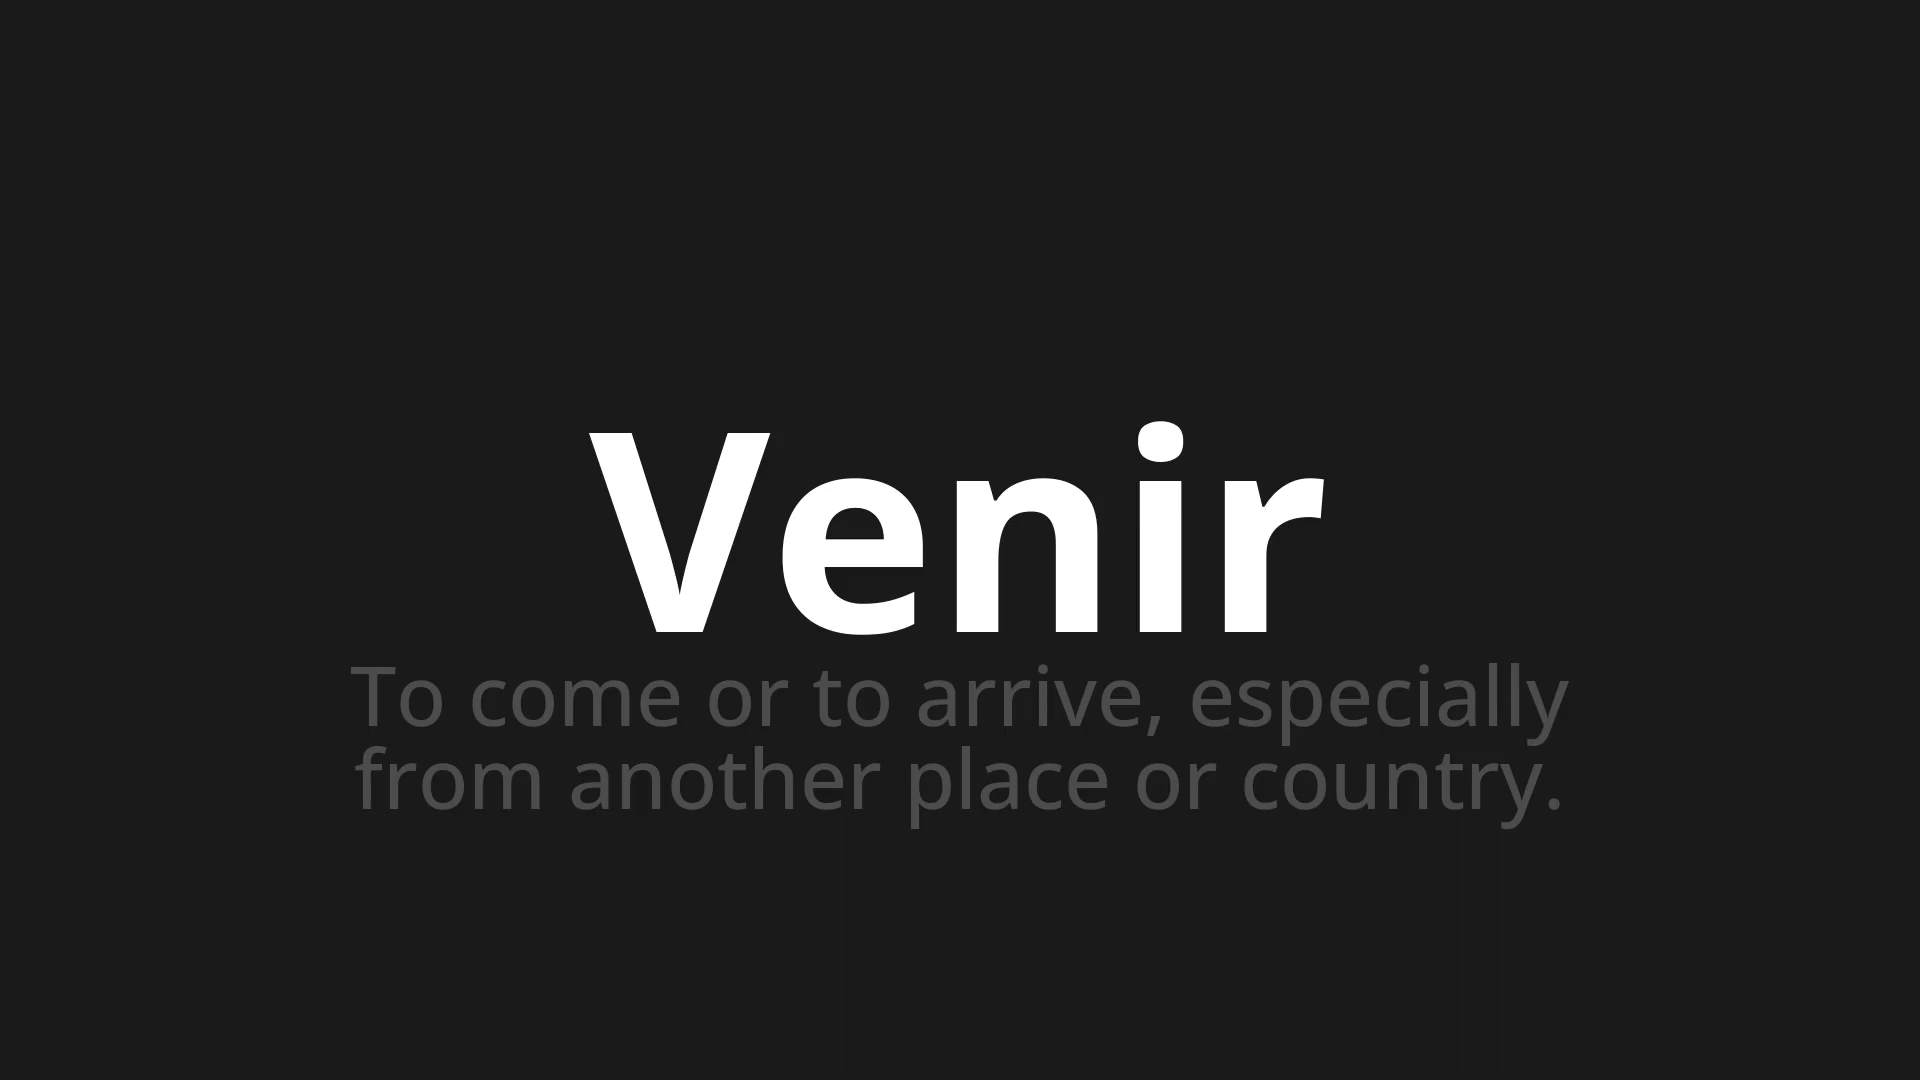 Venir
To come or to arrive, especially
from another place or country.